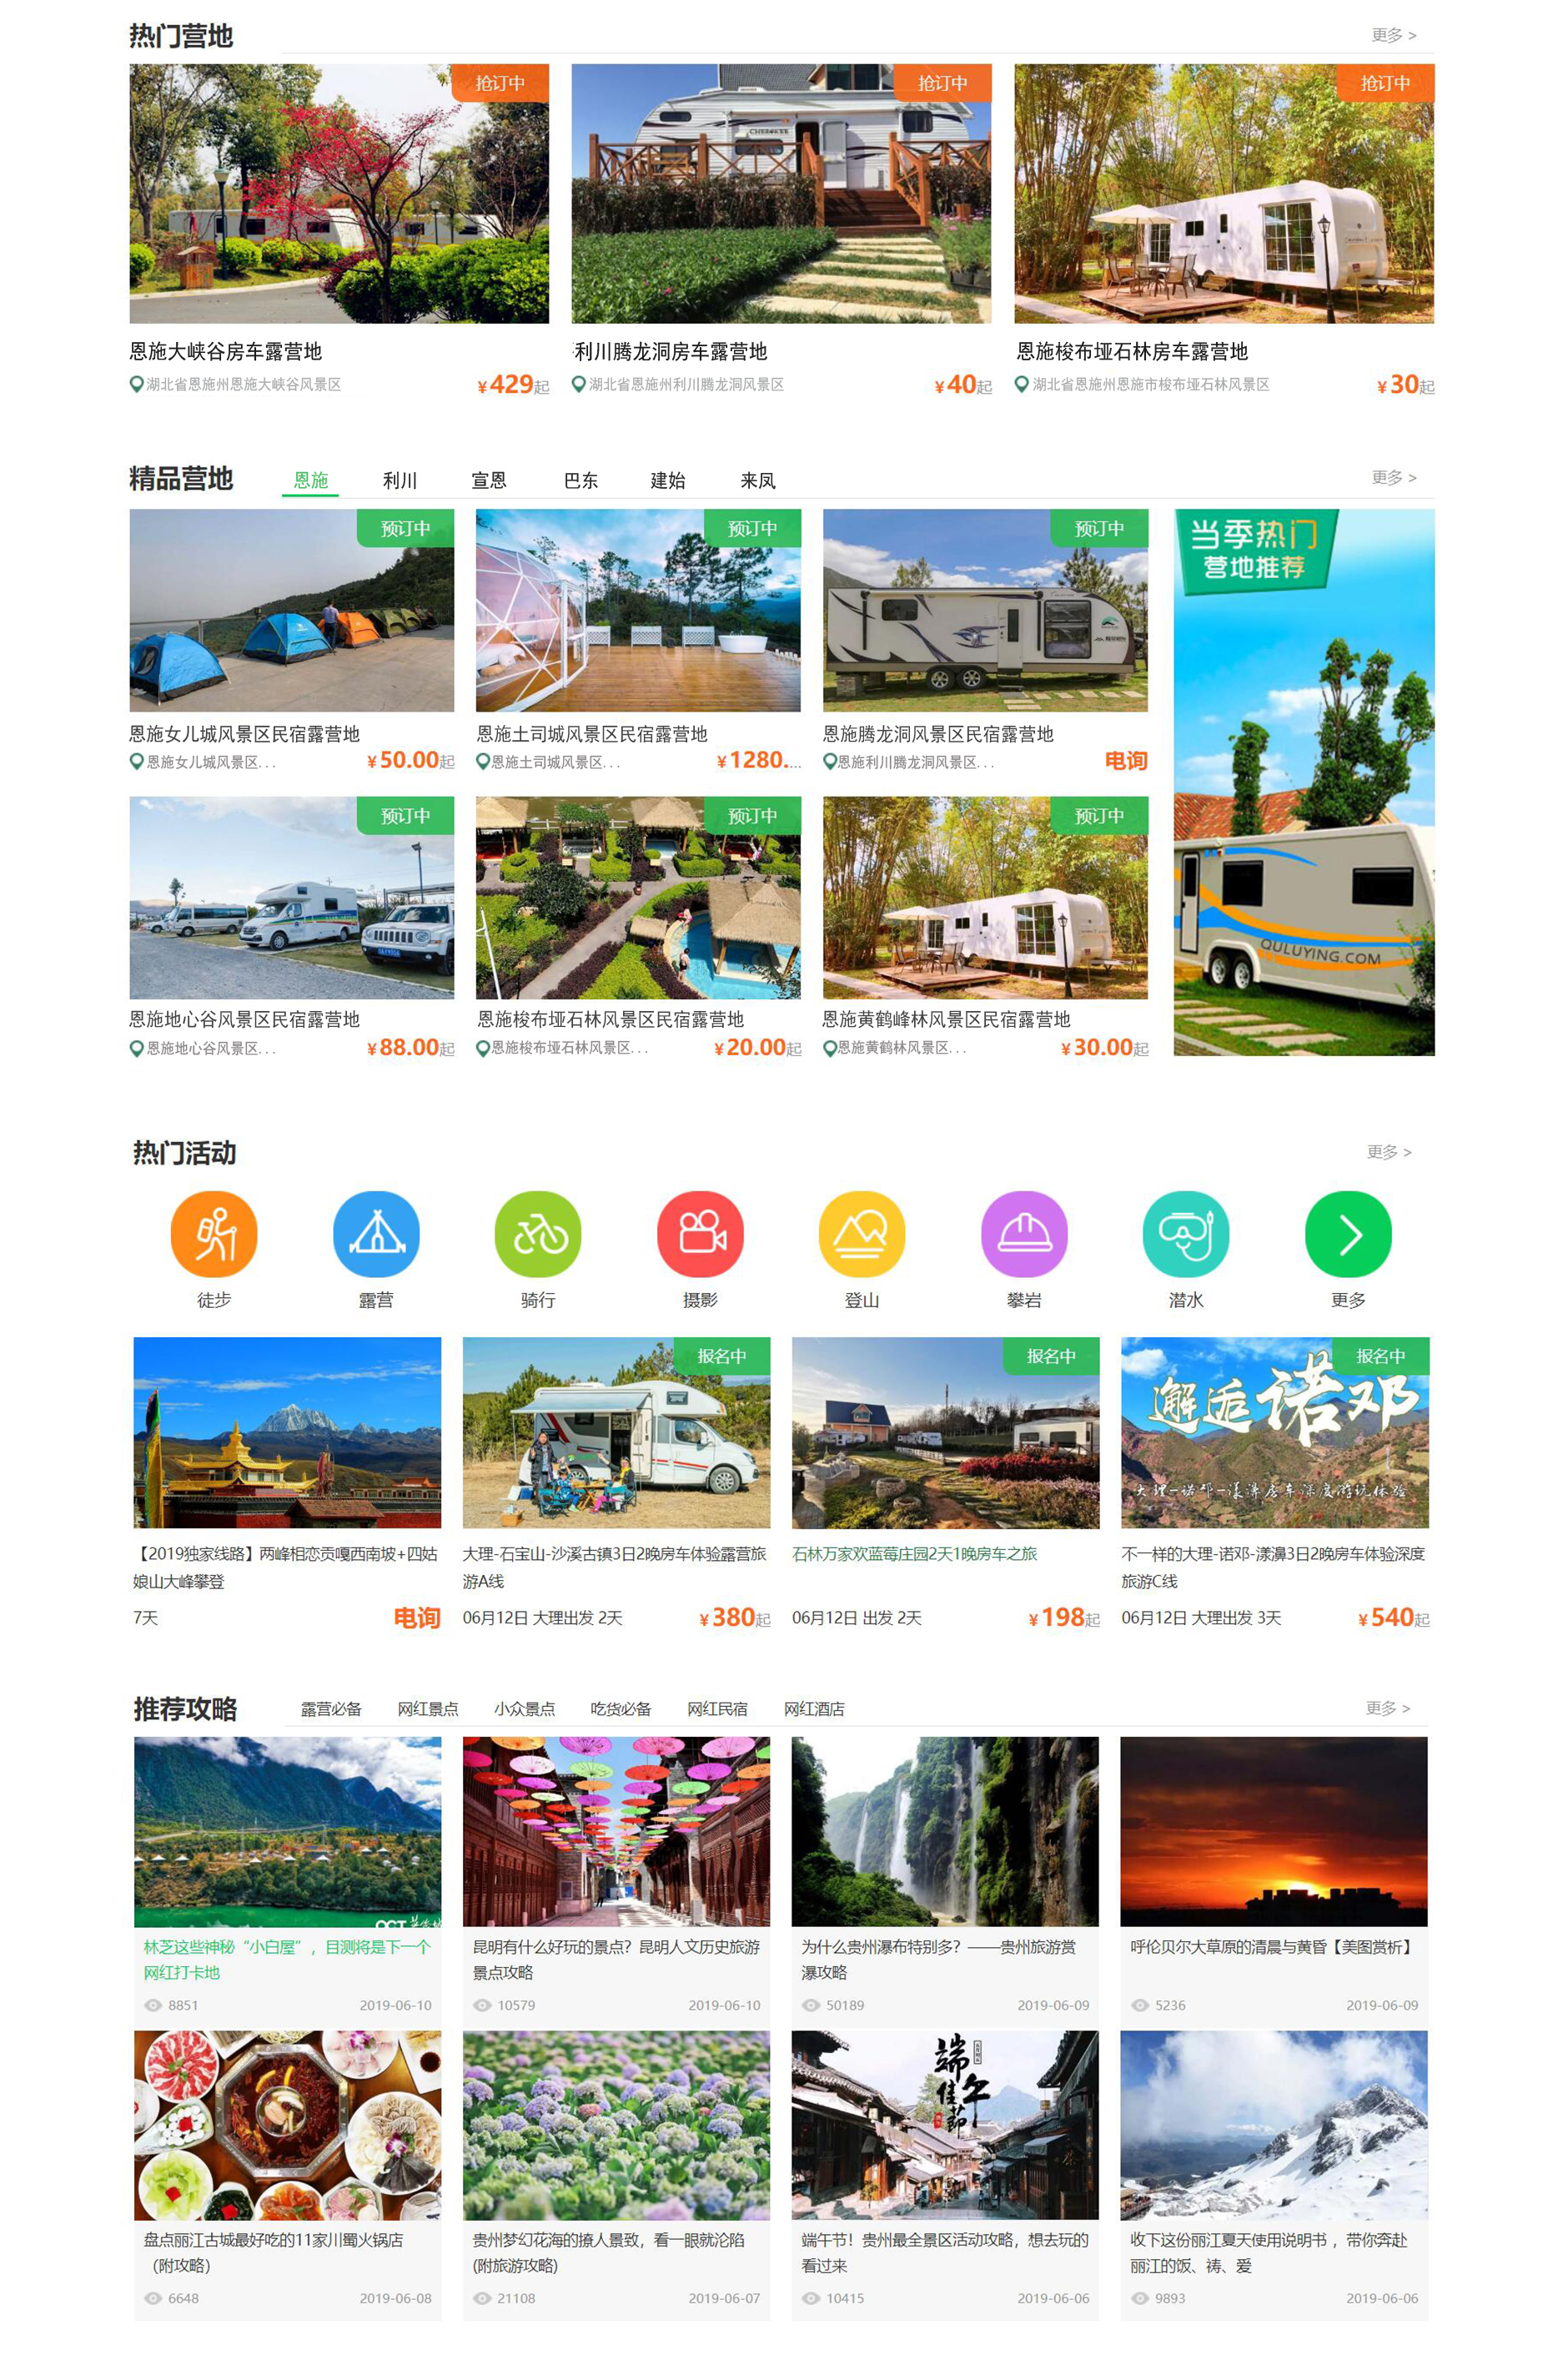 热门营地
更多 >
抢订中
抢订中
抢订中
CHEROKEE
恩施大峡谷房车露营地
利川腾龙洞房车露营地
恩施梭布垭石林房车露营地
湖北省恩施州恩施大峡谷风景区
¥429起
湖北省恩施州利川腾龙洞风景区
¥40起
湖北省恩施州恩施市梭布垭石林风景区
¥30起
精品营地
恩施
利川
宣恩
巴东
建始
来凤
更多 >
预订中
预订中
预订中
当季热门
营地推荐
恩施女儿城风景区民宿露营地
恩施土司城风景区民宿露营地
恩施腾龙洞风景区民宿露营地
恩施女儿城风景区...
¥50.00起
恩施土司城风景区...
¥1280....
恩施利川腾龙洞风景区...
电询
预订中
预订中
预订中
QULUYING.COM
恩施地心谷风景区民宿露营地
恩施梭布垭石林风景区民宿露营地
恩施黄鹤峰林风景区民宿露营地
恩施地心谷风景区...
¥88.00起
恩施梭布垭石林风景区...
¥20.00起
恩施黄鹤林风景区...
¥30.00起
热门活动
更多 >
徒步
露营
骑行
摄影
登山
攀岩
潜水
更多
报名中
报名中
报名中
邂逅诺邓
大理-诺邓-漾濞房车深度游玩体验
【2019独家线路】两峰相恋贡嘎西南坡+四姑
娘山大峰攀登
7天
电询
大理-石宝山-沙溪古镇3日2晚房车体验露营旅
游A线
06月12日 大理出发 2天
¥380起
石林万家欢蓝莓庄园2天1晚房车之旅
06月12日 出发 2天
¥198起
不一样的大理-诺邓-漾濞3日2晚房车体验深度
旅游C线
06月12日 大理出发 3天
¥540起
推荐攻略
露营必备
网红景点
小众景点
吃货必备
网红民宿
网红酒店
更多 >
林芝这些神秘“小白屋”，目测将是下一个
网红打卡地
8851
2019-06-10
昆明有什么好玩的景点？昆明人文历史旅游
景点攻略
10579
2019-06-10
为什么贵州瀑布特别多？——贵州旅游赏
瀑攻略
50189
2019-06-09
呼伦贝尔大草原的清晨与黄昏【美图赏析】
5236
2019-06-09
端午
佳节
盘点丽江古城最好吃的11家川蜀火锅店
（附攻略）
6648
2019-06-08
贵州梦幻花海的撩人景致，看一眼就沦陷
(附旅游攻略)
21108
2019-06-07
端午节！贵州最全景区活动攻略，想去玩的
看过来
10415
2019-06-06
收下这份丽江夏天使用说明书 ，带你奔赴
丽江的饭、祷、爱
9893
2019-06-06